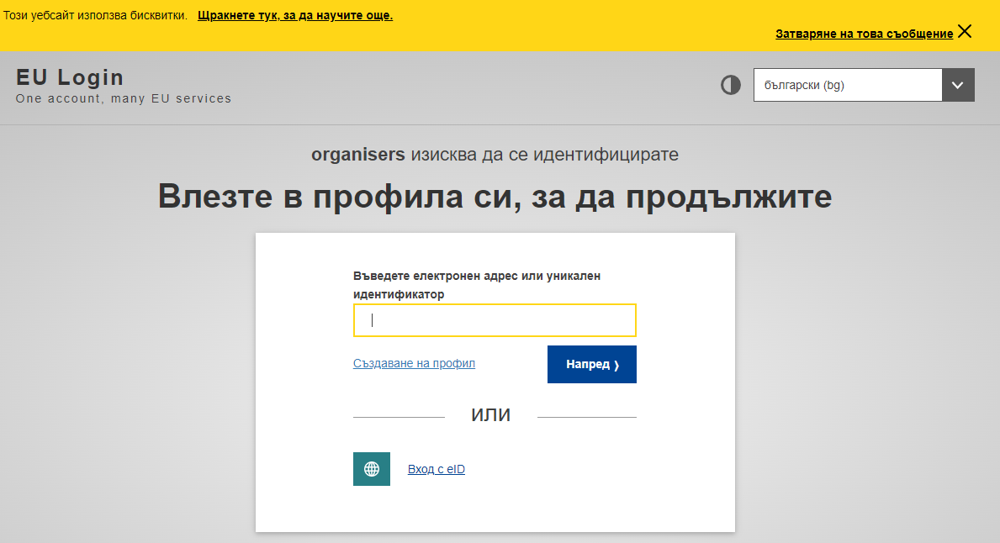 Този уебсайт използва бисквитки. Щракнете тук, за да научите още.
Затваряне на това съобщение
EU Login
One account, many EU services
български (bg)
organisers изисква да се идентифицирате
Влезте в профила си, за да продължите
Въведете електронен адрес или уникален
идентификатор
Създаване на профил
Напред ❭
ИЛИ
Вход с eID